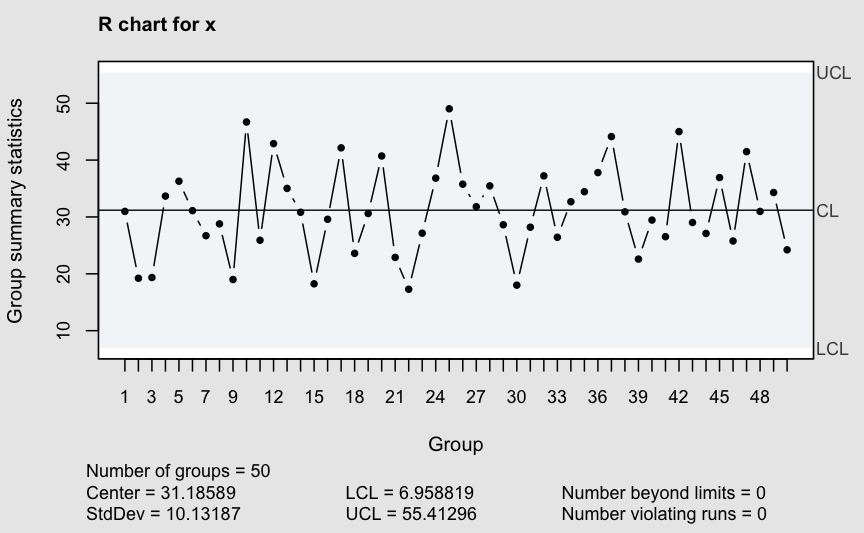 R chart for x
Group summary statistics
50
40
30
20
10
UCL
CL
LCL
1 3 5 7 9 12 15 18 21 24 27 30 33 36 39 42 45 48
Group
Number of groups = 50
Center = 31.18589 LCL = 6.958819 Number beyond limits = 0
StdDev = 10.13187 UCL = 55.41296 Number violating runs = 0